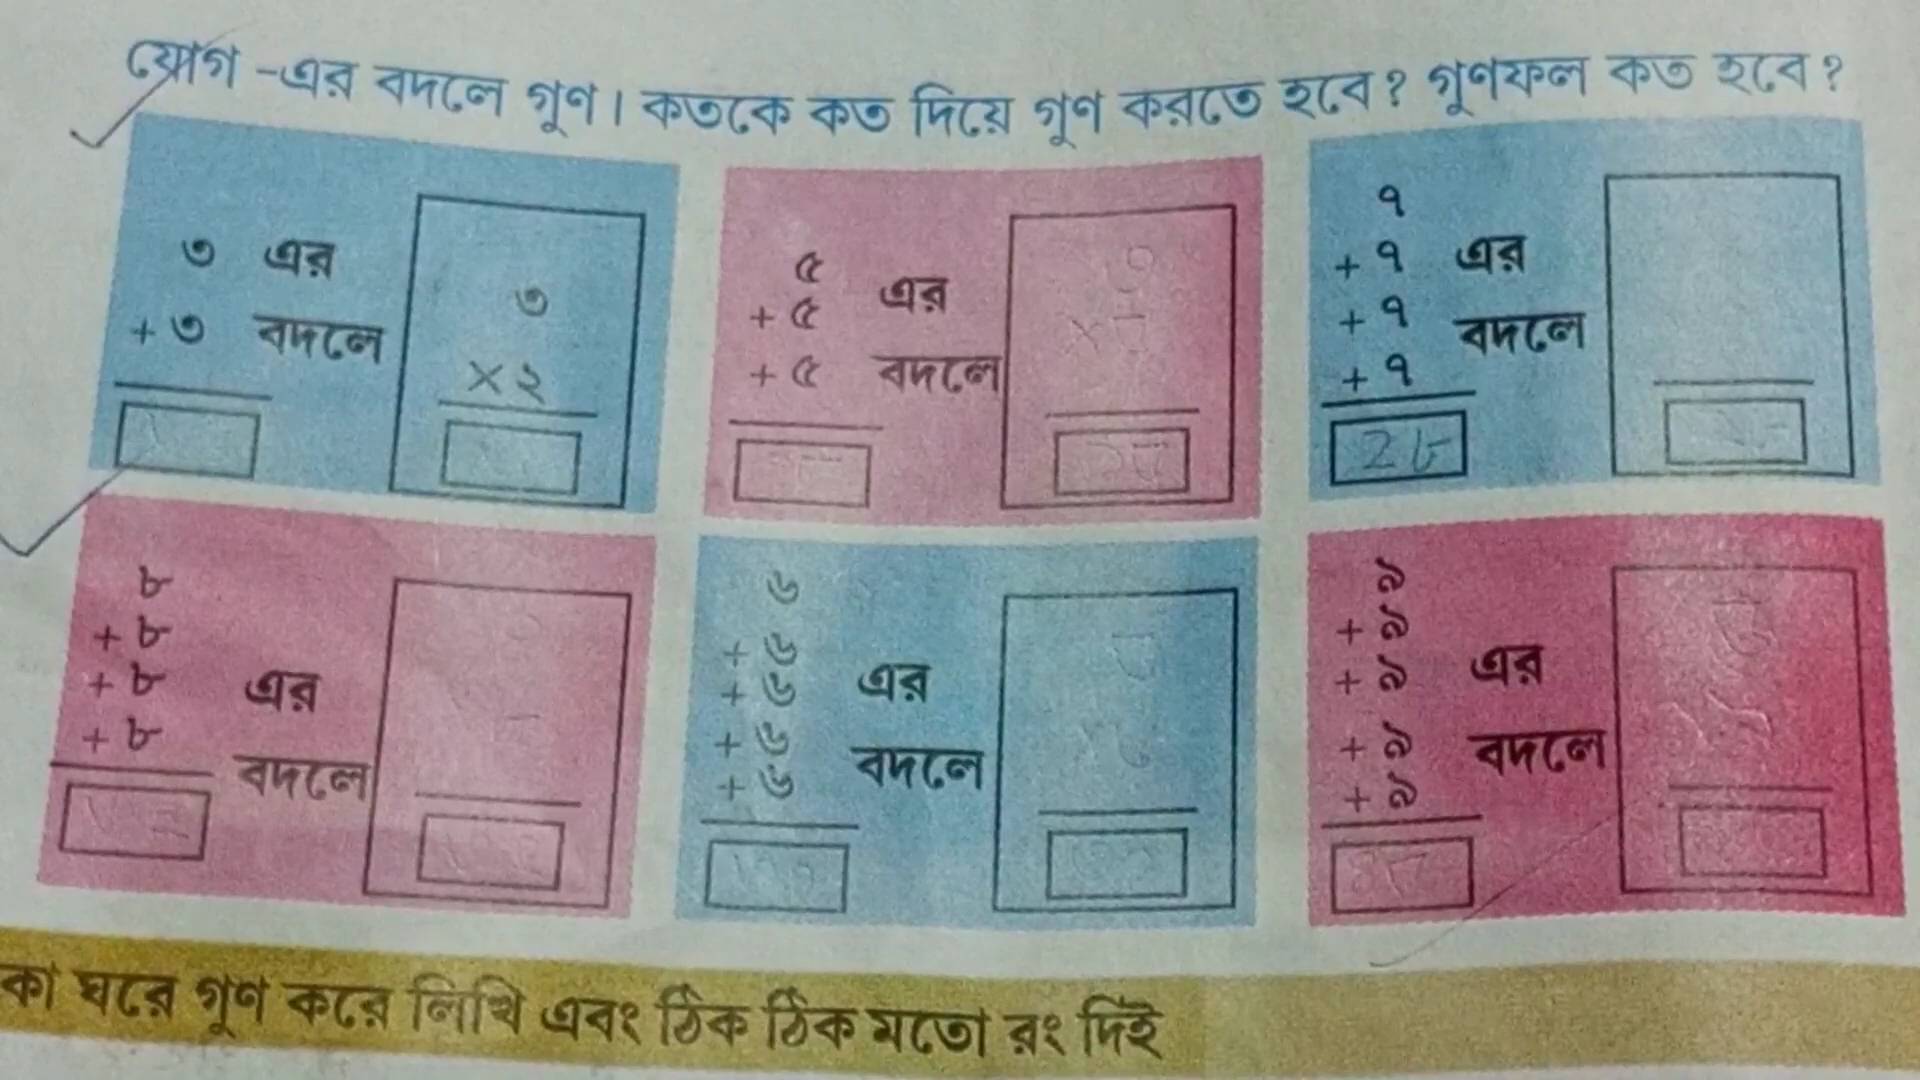 যোগ -এর বদলে গুণ। কতকে কত দিয়ে গুণ করতে হবে? গুণফল কত হবে?
৩ এর
+ ৩ বদলে
৩
× ২
৫
+ ৫ এর
+ ৫ বদলে
৭
+ ৭ এর
+ ৭ বদলে
+ ৭
২৮
৮
+ ৮
+ ৮ এর
+ ৮ বদলে
৬
+ ৬
+ ৬ এর
+ ৬ বদলে
+ ৬
৯
+ ৯
+ ৯ এর
+ ৯ বদলে
+ ৯
কা ঘরে গুণ করে লিখি এবং ঠিক ঠিক মতো রং দিই